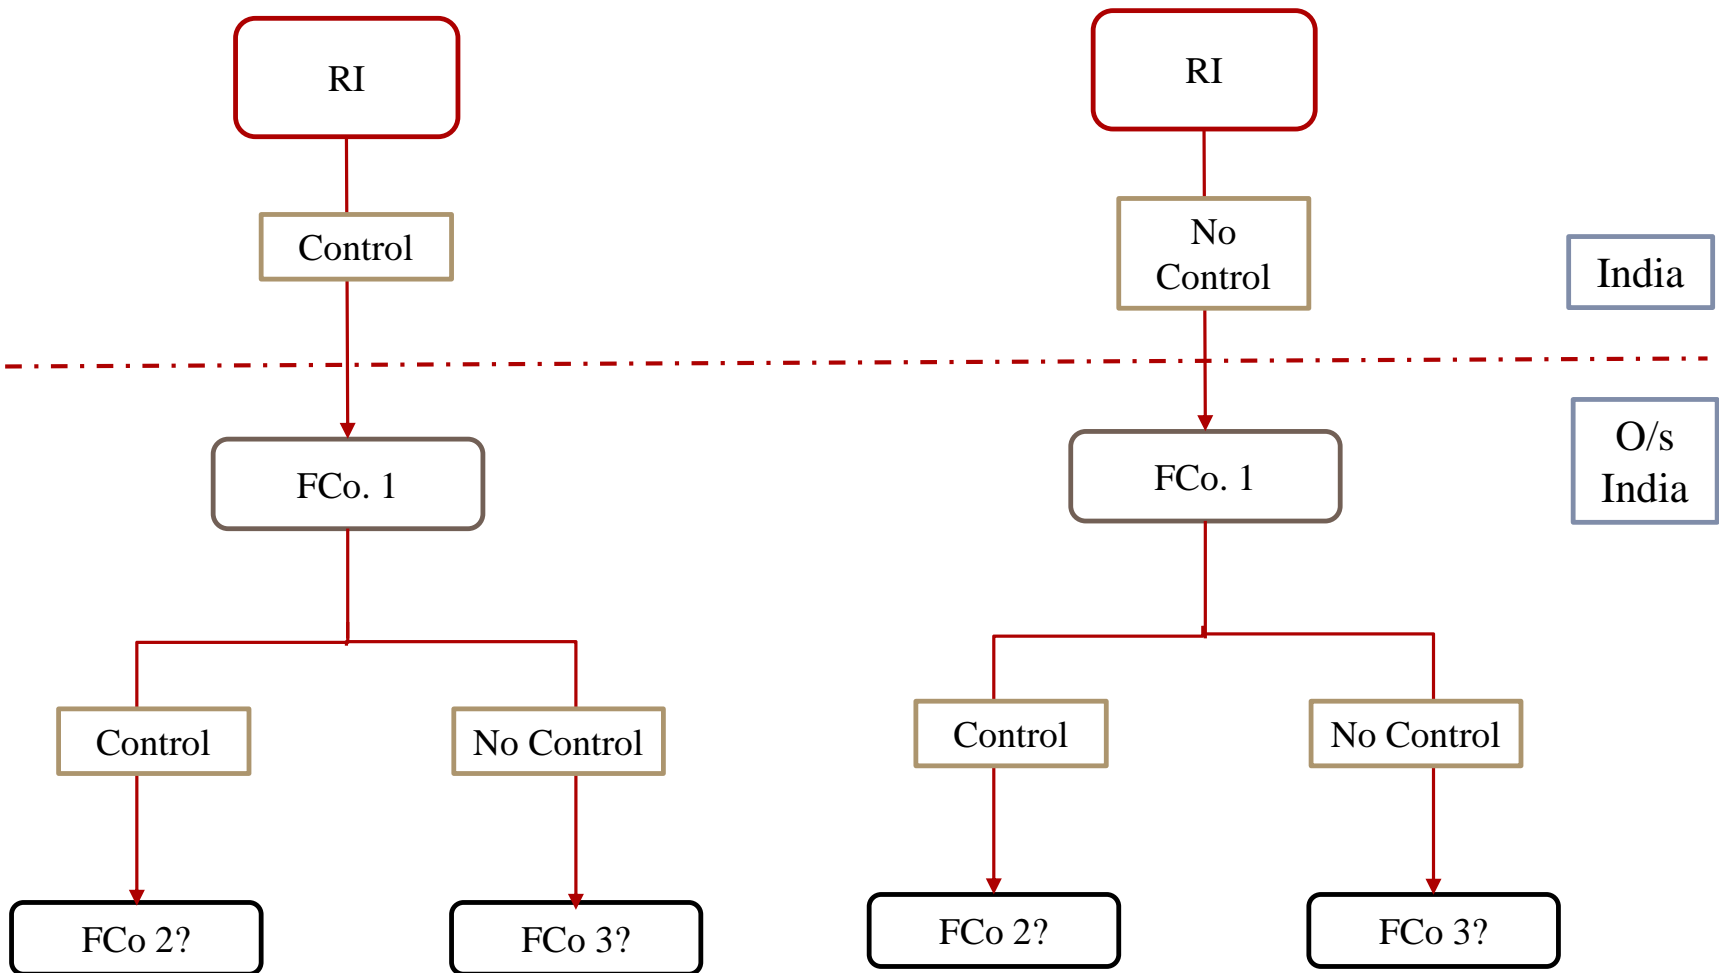 RI
RI
Control
No
Control
India
FCo. 1
FCo. 1
O/s
India
Control
No Control
Control
No Control
FCo 2?
FCo 3?
FCo 2?
FCo 3?